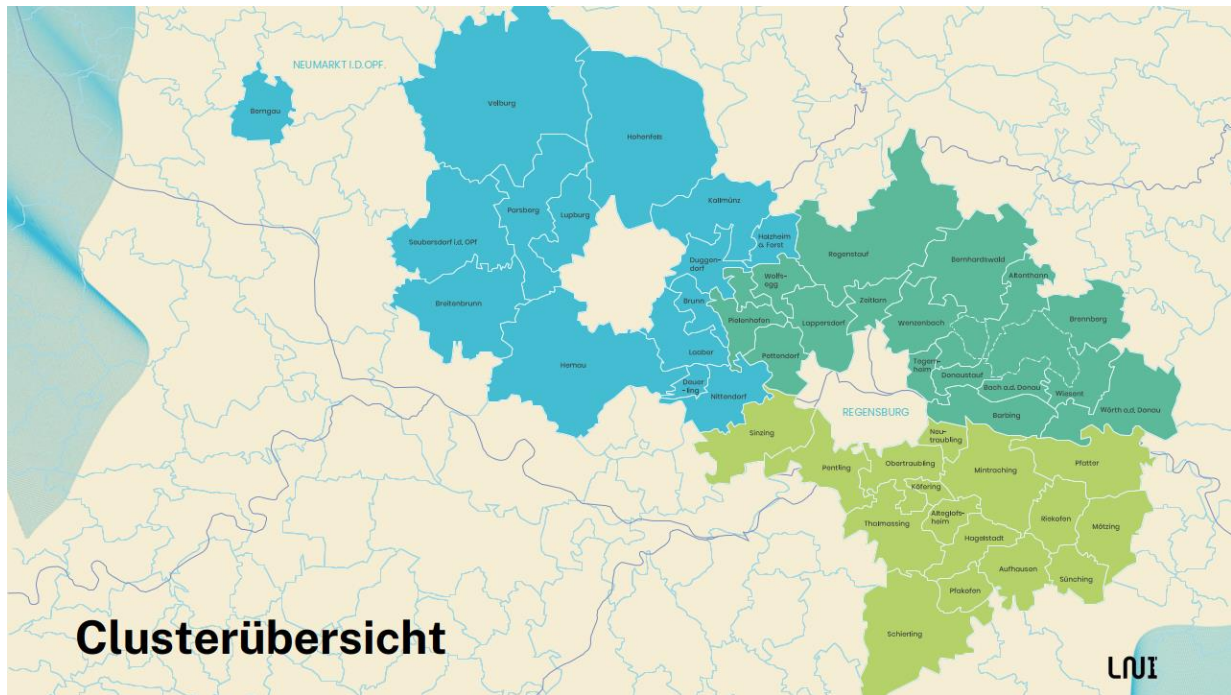 NEUMARKT I.D.OPF.
Berngau
Velburg
Hohenfels
Parsberg
Lupburg
Kallmünz
Seubersdorf i.d. OPf
Holzheim
a. Forst
Duggen-
dorf
Regenstauf
Bernhardswald
Altenthann
Wolfs-
egg
Breitenbrunn
Brunn
Zeitlarn
Pielenhofen
Lappersdorf
Wenzenbach
Brennberg
Laaber
Pettendorf
Hemau
Tegern-
heim
Donaustauf
Deuer-
ling
Bach a.d. Donau
Nittendorf
Wiesent
REGENSBURG
Barbing
Wörth a.d. Donau
Sinzing
Neu-
traubling
Pentling
Obertraubling
Mintraching
Pfatter
Köfering
Alteglofs-
heim
Thalmassing
Riekofen
Mötzing
Hagelstadt
Aufhausen
Sünching
Pfakofen
Schierling
Clusterübersicht
LNI